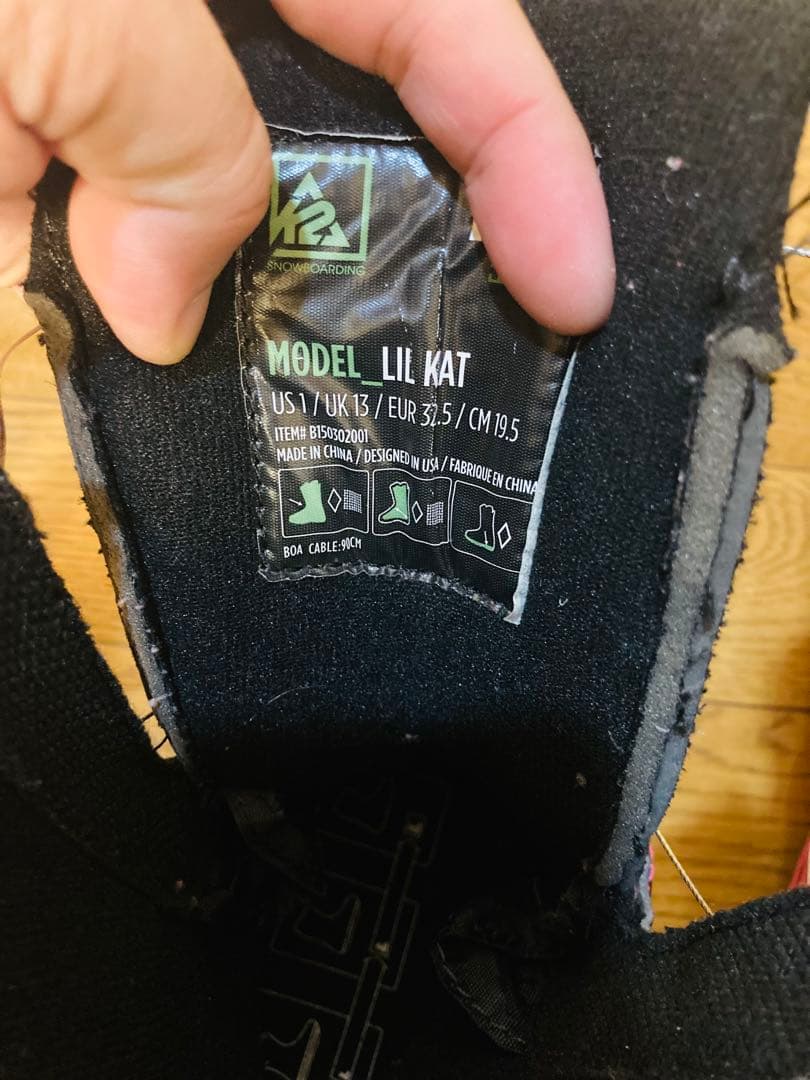 K2
SNOWBOARDING
MODEL_LIL KAT
US 1 / UK 13 / EUR 32.5 / CM 19.5
ITEM# B150302001
MADE IN CHINA / DESIGNED IN USA / FABRIQUE EN CHINA
BOA CABLE:90CM